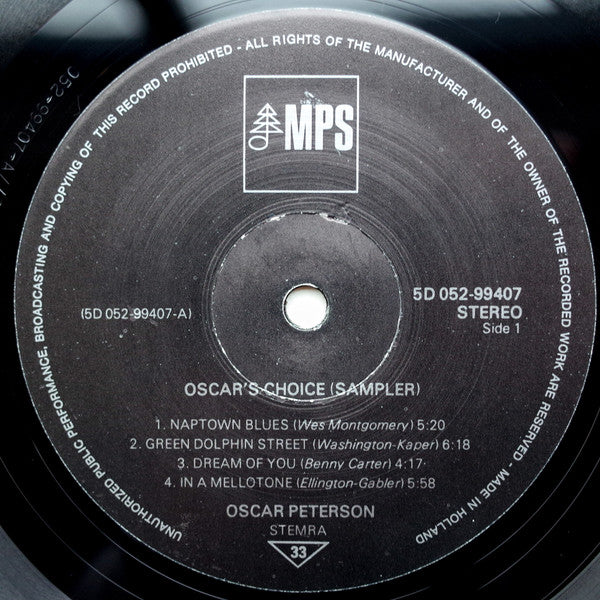 UNAUTHORIZED PUBLIC PERFORMANCE, BROADCASTING AND COPYING OF THIS RECORD PROHIBITED - ALL RIGHTS OF THE MANUFACTURER AND OF THE OWNER OF THE RECORDED WORK ARE RESERVED - MADE IN HOLLAND
MPS
5D 052-99407
(5D 052-99407-A)
STEREO
Side 1
OSCAR'S CHOICE (SAMPLER)
1. NAPTOWN BLUES (Wes Montgomery) 5:20
2. GREEN DOLPHIN STREET (Washington-Kaper) 6:18
3. DREAM OF YOU (Benny Carter) 4:17
4. IN A MELLOTONE (Ellington-Gabler) 5:58
OSCAR PETERSON
STEMRA
33
052-99407-A